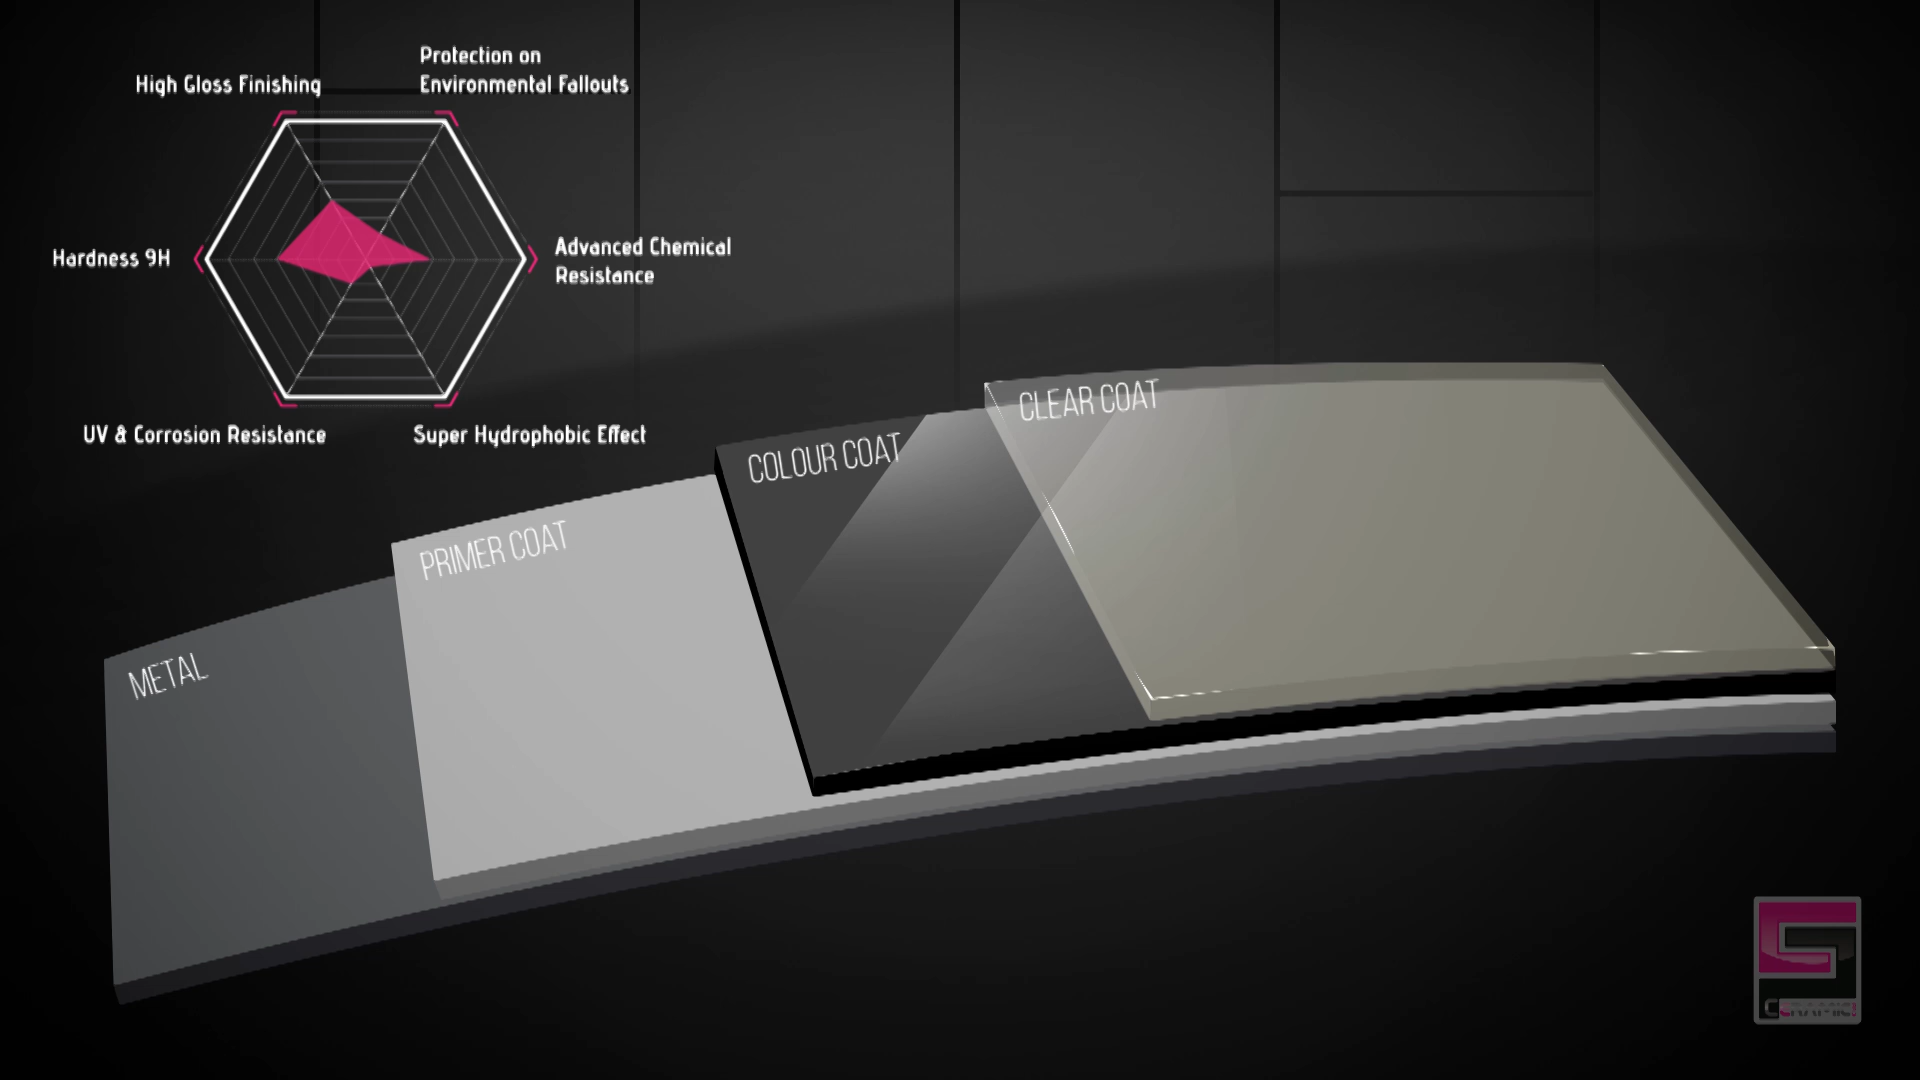 Protection on
Environmental Fallouts
High Gloss Finishing
Hardness 9H
Advanced Chemical
Resistance
UV & Corrosion Resistance
Super Hydrophobic Effect
CLEAR COAT
COLOUR COAT
PRIMER COAT
METAL